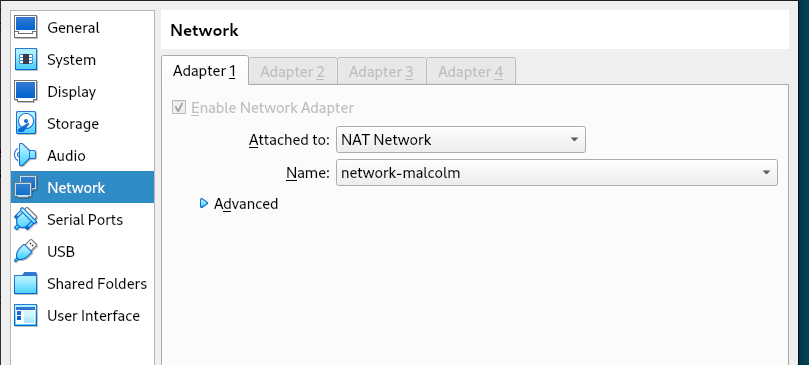 General
System
Display
Storage
Audio
Network
Serial Ports
USB
Shared Folders
User Interface
Network
Adapter 1 Adapter 2 Adapter 3 Adapter 4
Enable Network Adapter
Attached to: NAT Network
Name: network-malcolm
Advanced